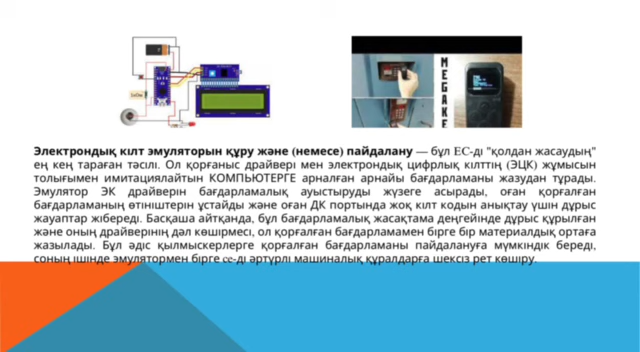 MEGAKE
Электрондық кілт эмуляторын құру және (немесе) пайдалану — бұл EC-ді "қолдан жасаудың"
ең кең тараған тәсілі. Ол қорғаныс драйвері мен электрондық цифрлық кілттің (ЭЦК) жұмысын
толығымен имитациялайтын КОМПЬЮТЕРГЕ арналған арнайы бағдарламаны жазудан тұрады.
Эмулятор ЭК драйверін бағдарламалық ауыстыруды жүзеге асырады, оған қорғалған
бағдарламаның өтініштерін ұстайды және оған ДК портында жоқ кілт кодын анықтау үшін дұрыс
жауаптар жібереді. Басқаша айтқанда, бұл бағдарламалық жасақтама деңгейінде дұрыс құрылған
және оның драйверінің дәл көшірмесі, ол қорғалған бағдарламамен бірге бір материалдық ортаға
жазылады. Бұл әдіс қылмыскерлерге қорғалған бағдарламаны пайдалануға мүмкіндік береді,
соның ішінде эмулятормен бірге ce-ді әртүрлі машиналық құралдарға шексіз рет көшіру.